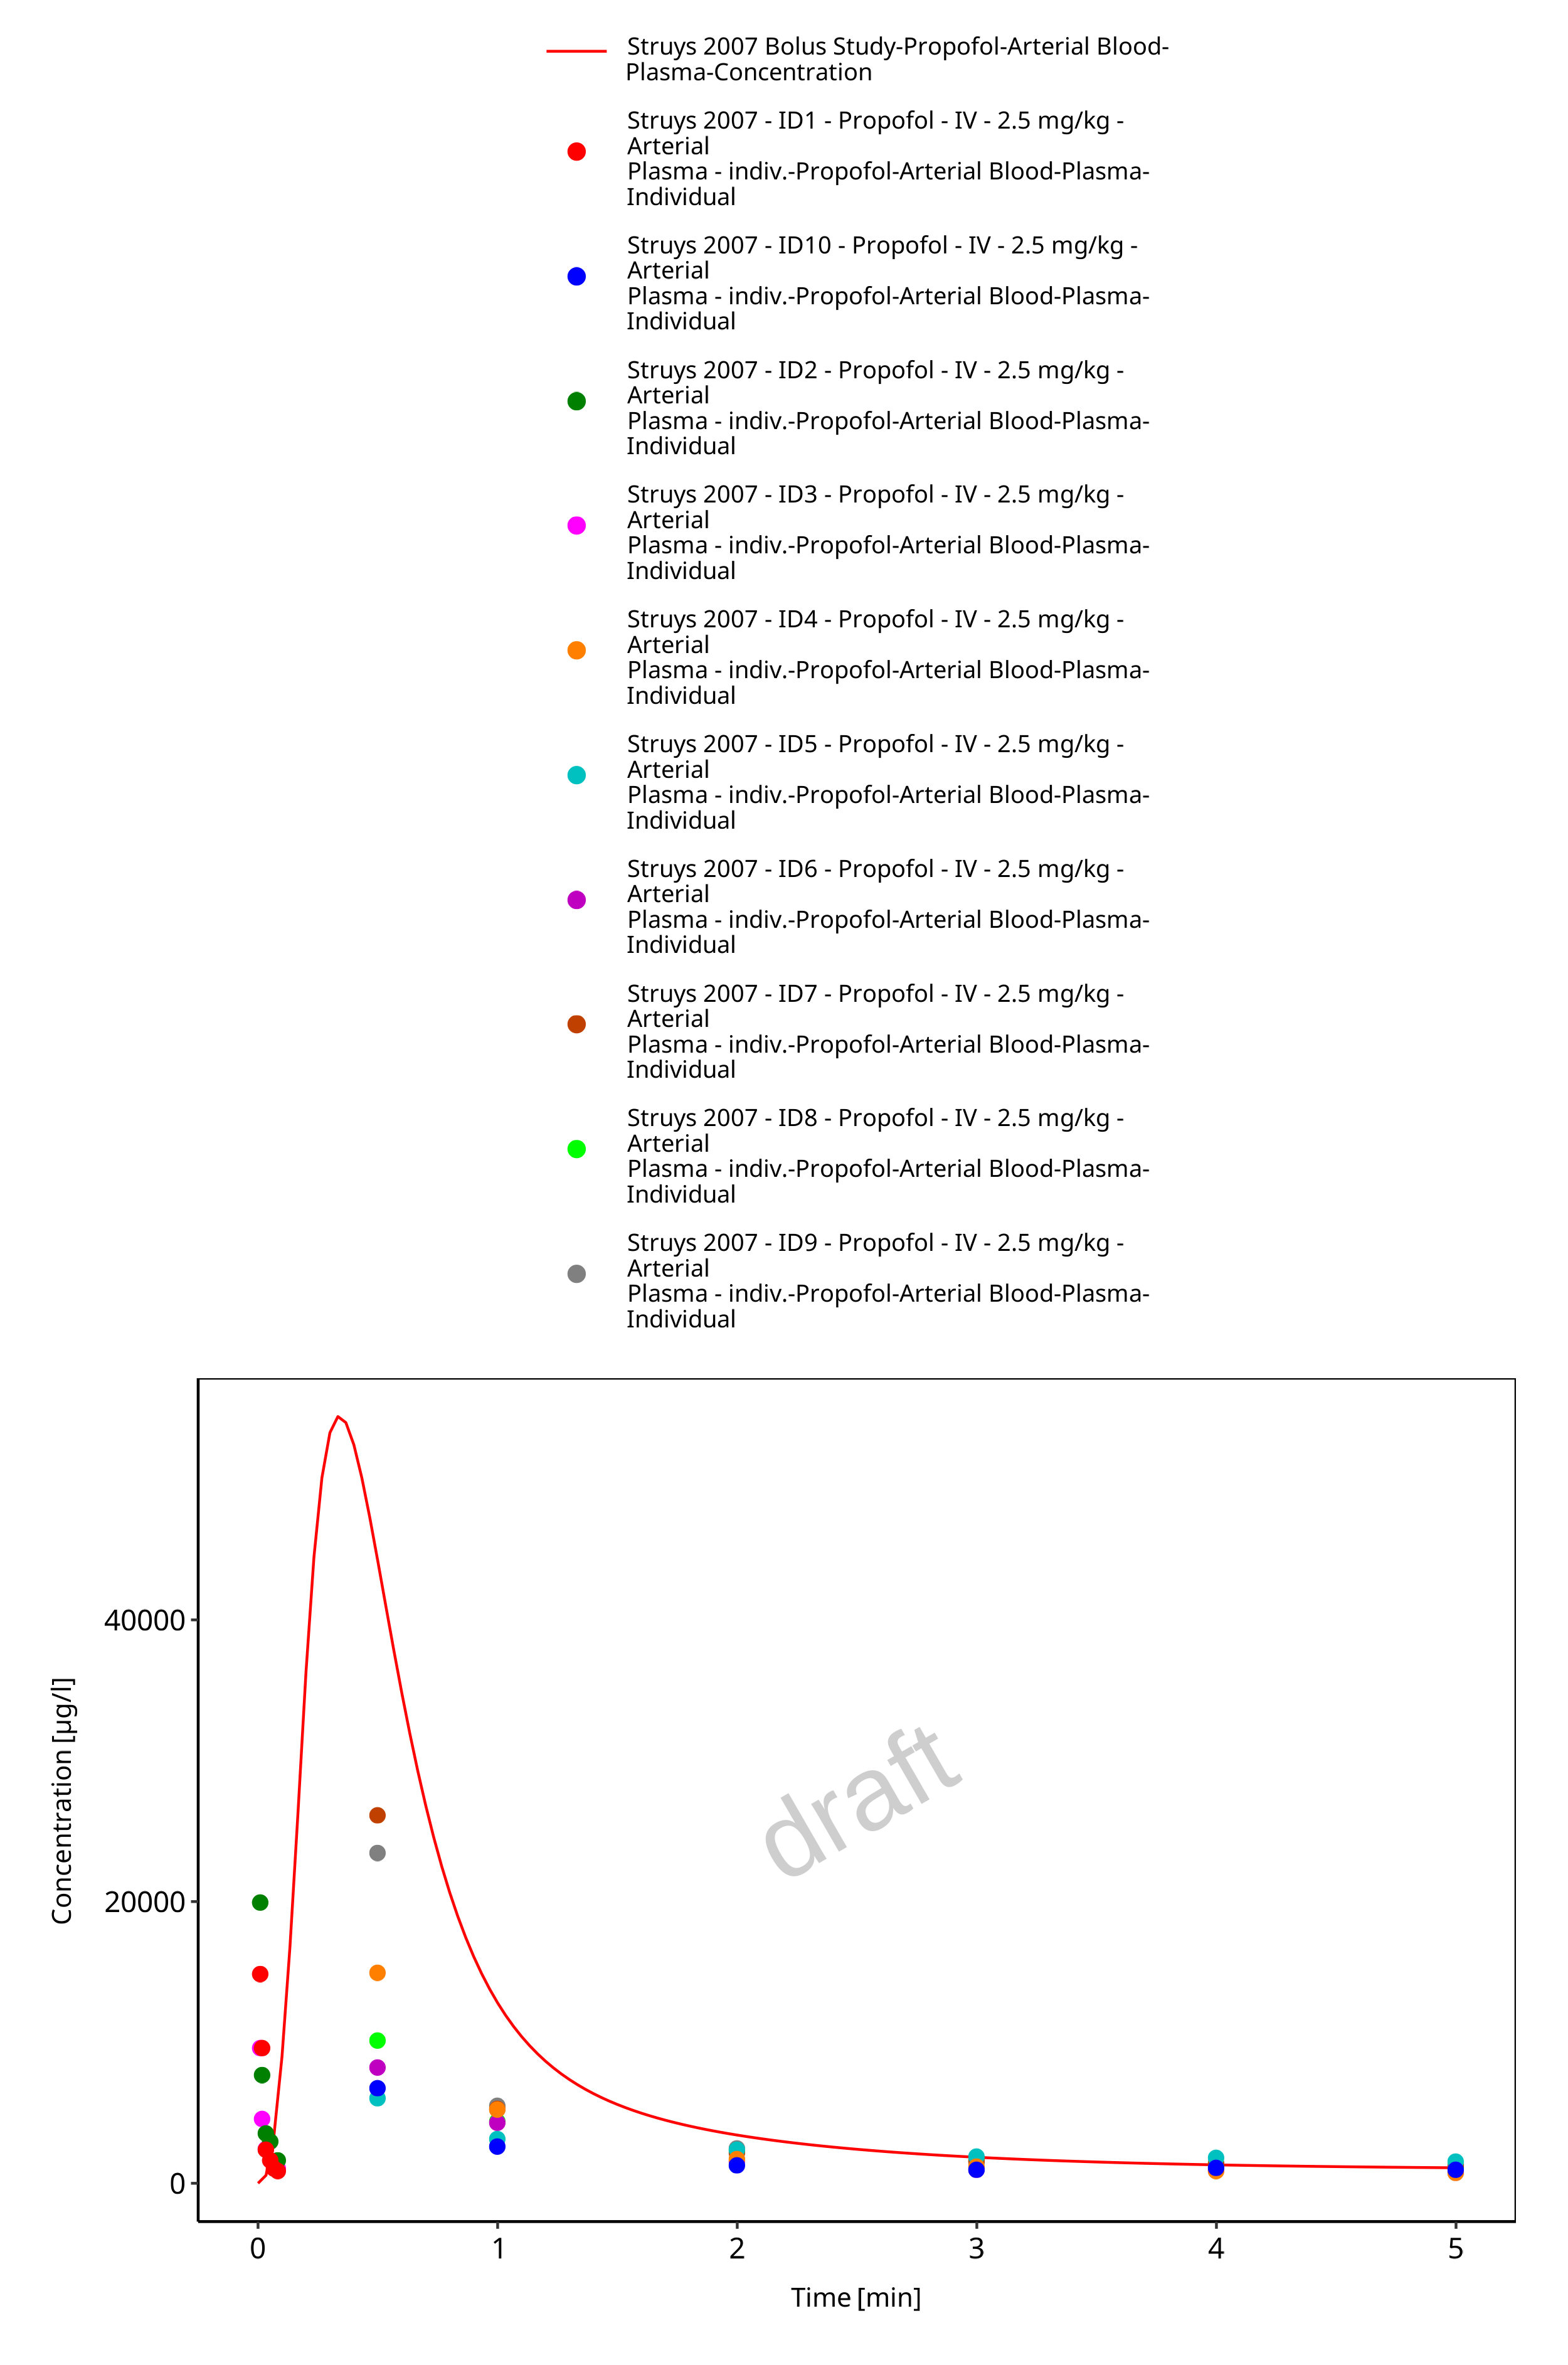 Struys 2007 Bolus Study-Propofol-Arterial Blood-
Plasma-Concentration
Struys 2007 - ID1 - Propofol - IV - 2.5 mg/kg -
Arterial
Plasma - indiv.-Propofol-Arterial Blood-Plasma-
Individual
Struys 2007 - ID10 - Propofol - IV - 2.5 mg/kg -
Arterial
Plasma - indiv.-Propofol-Arterial Blood-Plasma-
Individual
Struys 2007 - ID2 - Propofol - IV - 2.5 mg/kg -
Arterial
Plasma - indiv.-Propofol-Arterial Blood-Plasma-
Individual
Struys 2007 - ID3 - Propofol - IV - 2.5 mg/kg -
Arterial
Plasma - indiv.-Propofol-Arterial Blood-Plasma-
Individual
Struys 2007 - ID4 - Propofol - IV - 2.5 mg/kg -
Arterial
Plasma - indiv.-Propofol-Arterial Blood-Plasma-
Individual
Struys 2007 - ID5 - Propofol - IV - 2.5 mg/kg -
Arterial
Plasma - indiv.-Propofol-Arterial Blood-Plasma-
Individual
Struys 2007 - ID6 - Propofol - IV - 2.5 mg/kg -
Arterial
Plasma - indiv.-Propofol-Arterial Blood-Plasma-
Individual
Struys 2007 - ID7 - Propofol - IV - 2.5 mg/kg -
Arterial
Plasma - indiv.-Propofol-Arterial Blood-Plasma-
Individual
Struys 2007 - ID8 - Propofol - IV - 2.5 mg/kg -
Arterial
Plasma - indiv.-Propofol-Arterial Blood-Plasma-
Individual
Struys 2007 - ID9 - Propofol - IV - 2.5 mg/kg -
Arterial
Plasma - indiv.-Propofol-Arterial Blood-Plasma-
Individual
Concentration [µg/l]
40000
20000
0
draft
0 1 2 3 4 5
Time [min]